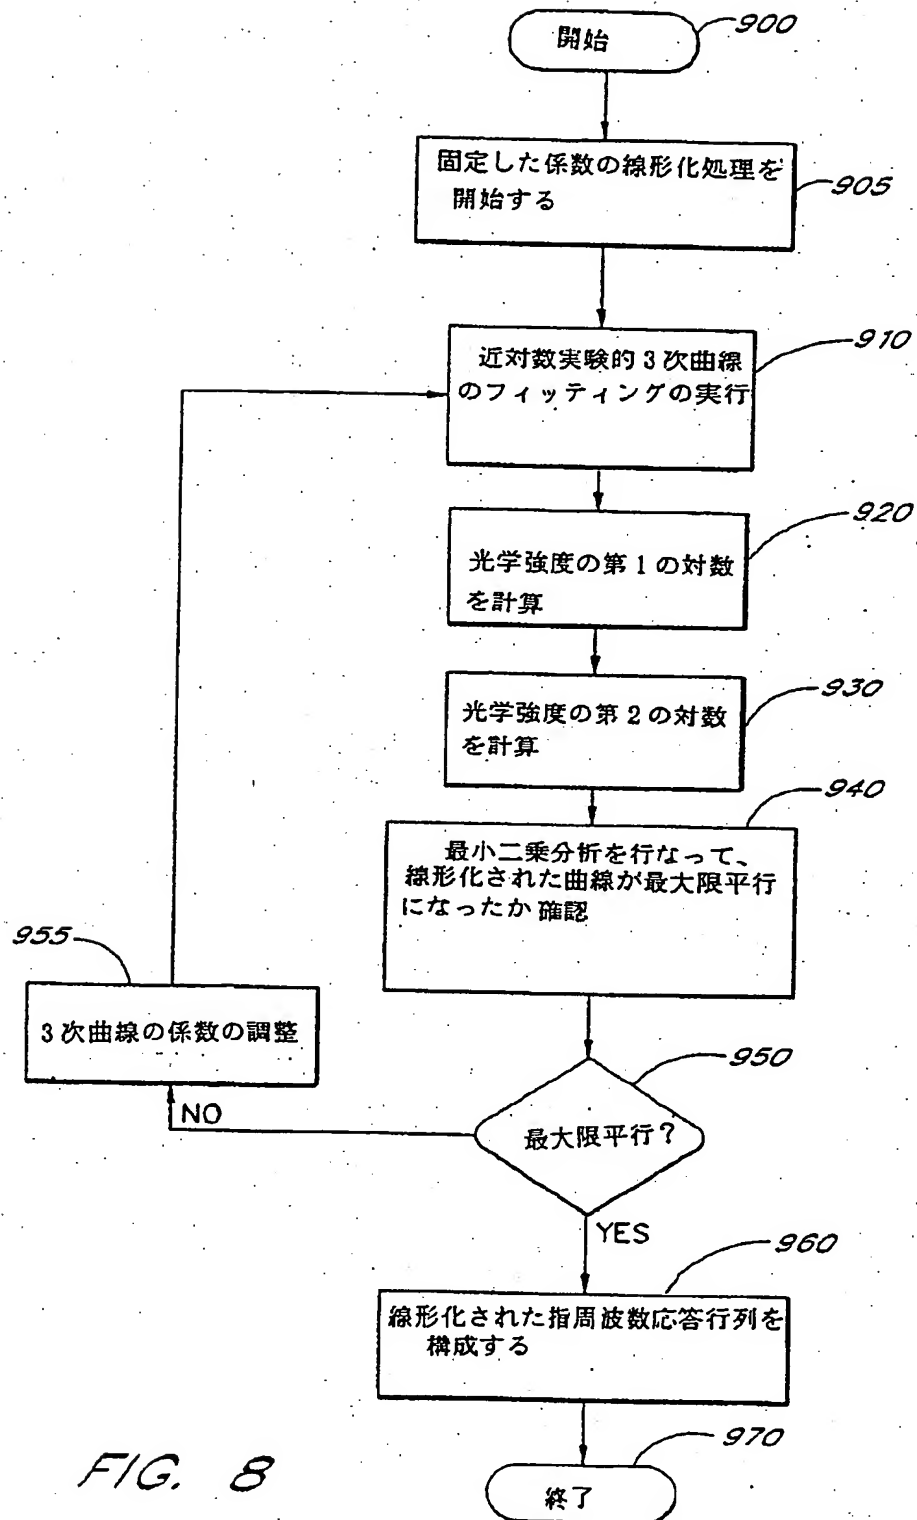 開始
900
固定した係数の線形化処理を
開始する
905
近対数実験的3次曲線
のフィッティングの実行
910
光学強度の第1の対数
を計算
920
光学強度の第2の対数
を計算
930
最小二乗分析を行なって、
線形化された曲線が最大限平行
になったか確認
940
955
3次曲線の係数の調整
NO
最大限平行?
950
YES
線形化された指周波数応答行列を
構成する
960
終了
970
FIG. 8